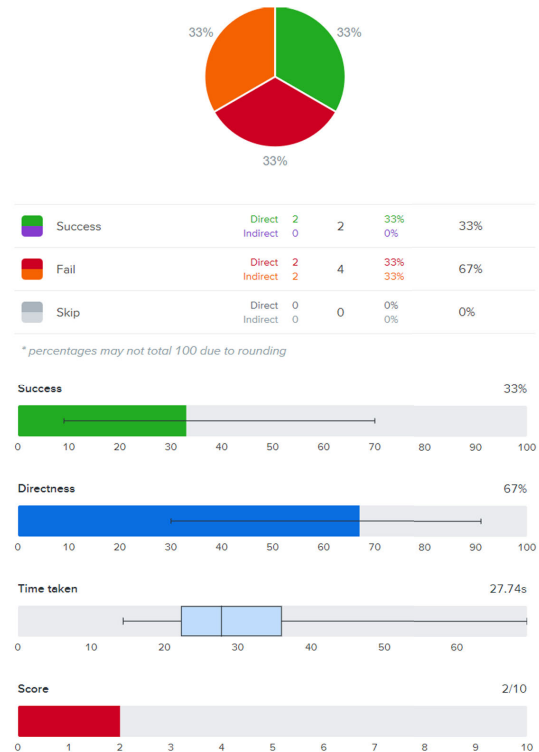 33% 33%
33%
Direct 2 33%
Success 2 33%
Indirect 0 0%
Direct 2 33%
Fail 4 67%
Indirect 2 33%
Direct 0 0%
Skip 0 0%
Indirect 0 0%
* percentages may not total 100 due to rounding
Success 33%
0 10 20 30 40 50 60 70 80 90 100
Directness 67%
0 10 20 30 40 50 60 70 80 90 100
Time taken 27.74s
0 10 20 30 40 50 60
Score 2/10
0 1 2 3 4 5 6 7 8 9 10